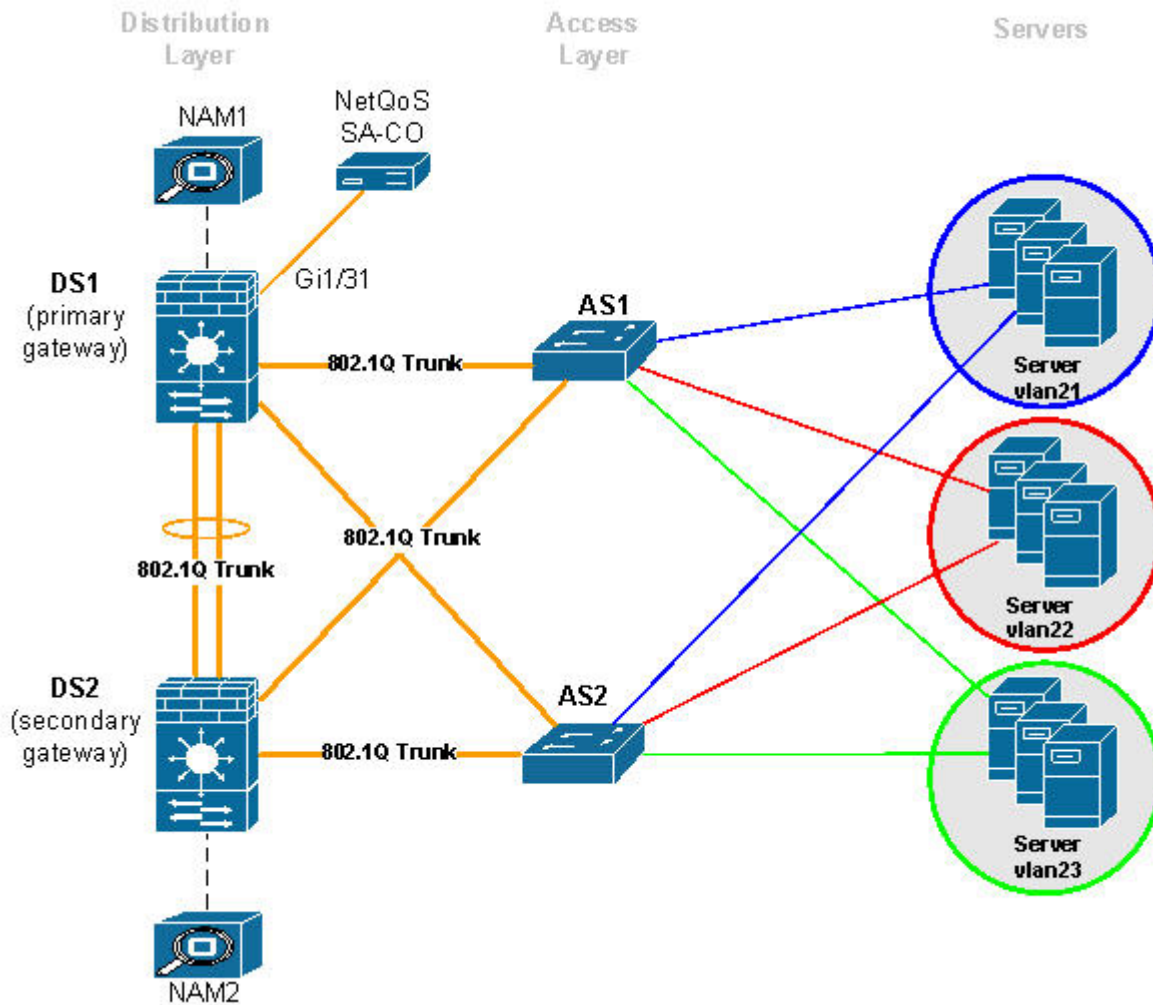 Distribution
Layer
Access
Layer
Servers
NAM1
NetQoS
SA-CO
DS1
(primary
gateway)
Gi1/31
AS1
802.1Q Trunk
Server
vlan21
802.1Q Trunk
802.1Q Trunk
Server
vlan22
DS2
(secondary
gateway)
AS2
802.1Q Trunk
Server
vlan23
NAM2